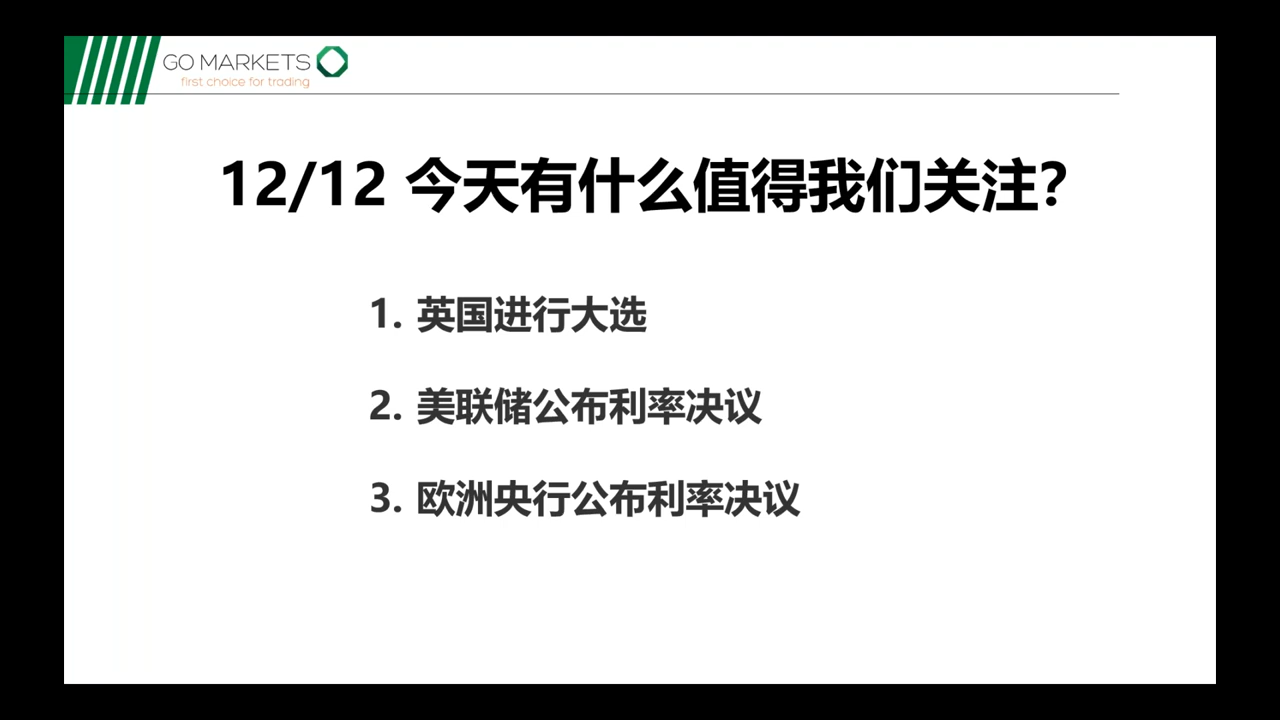 GO MARKETS
first choice for trading
12/12 今天有什么值得我们关注?
1. 英国进行大选
2. 美联储公布利率决议
3. 欧洲央行公布利率决议